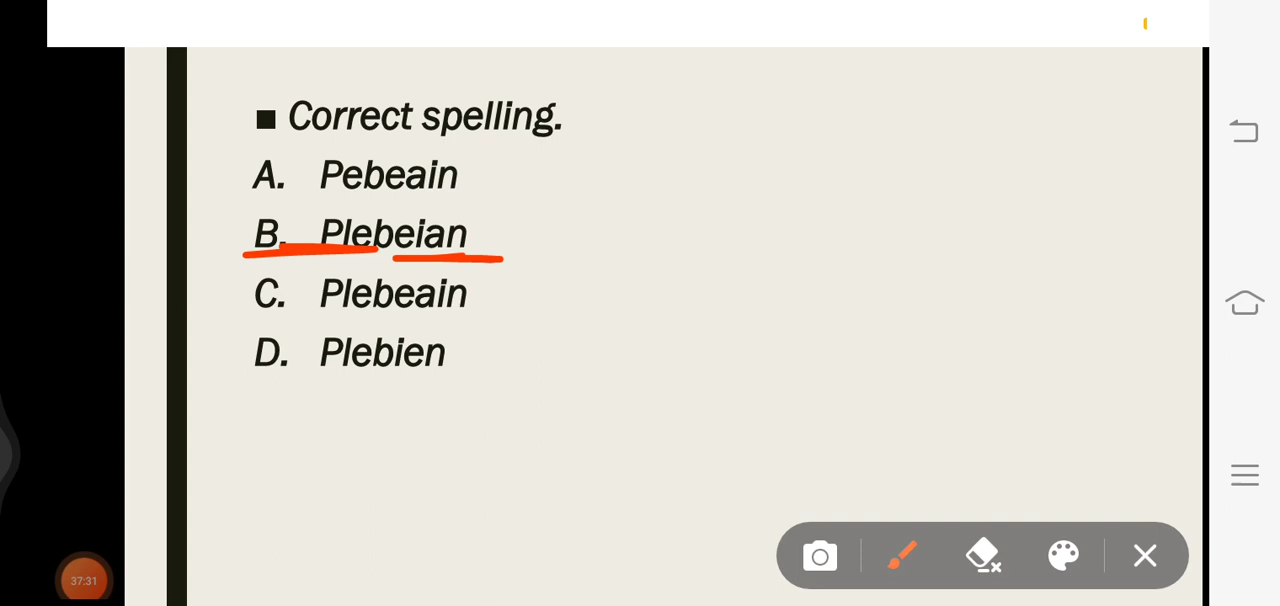 ■ Correct spelling.
A. Pebeain
B. Plebeian
C. Plebeain
D. Plebien
37:31